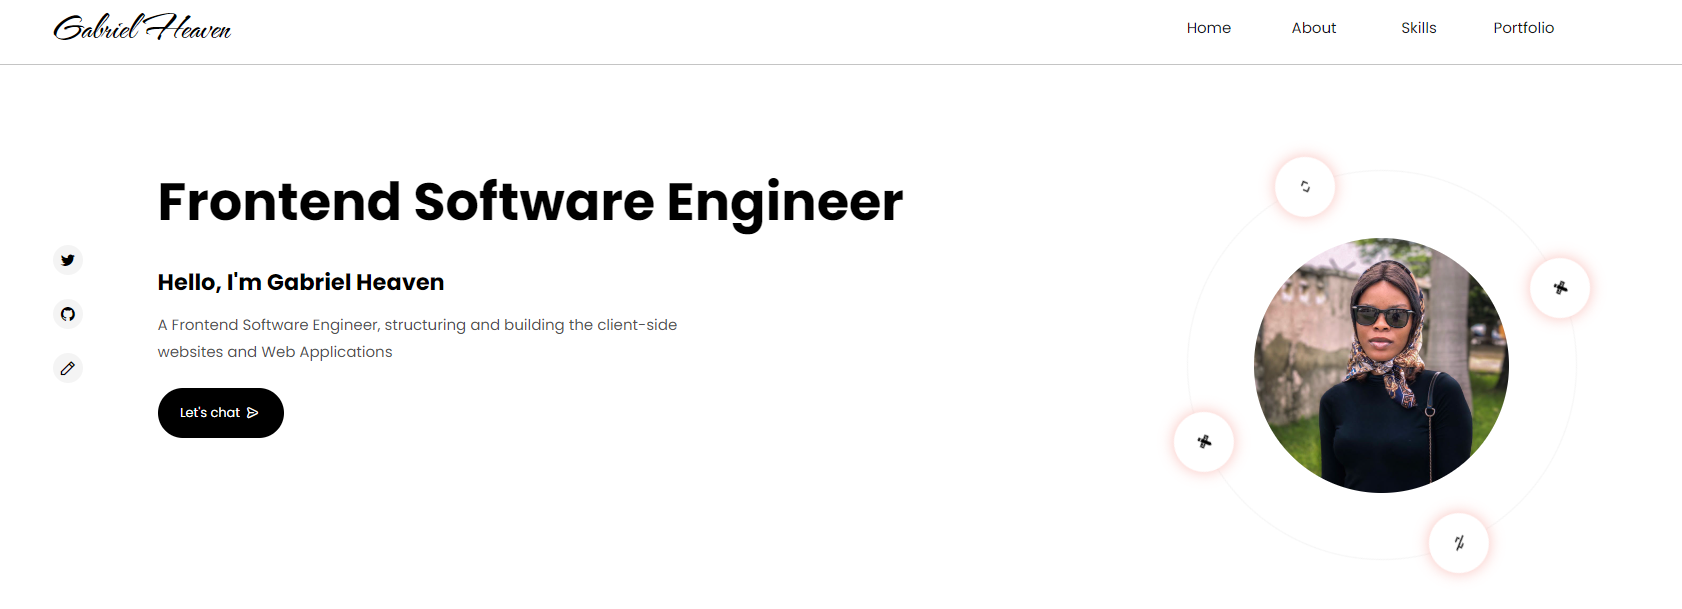 Gabriel Heaven
Home About Skills Portfolio
Frontend Software Engineer
Hello, I'm Gabriel Heaven
A Frontend Software Engineer, structuring and building the client-side
websites and Web Applications
Let's chat